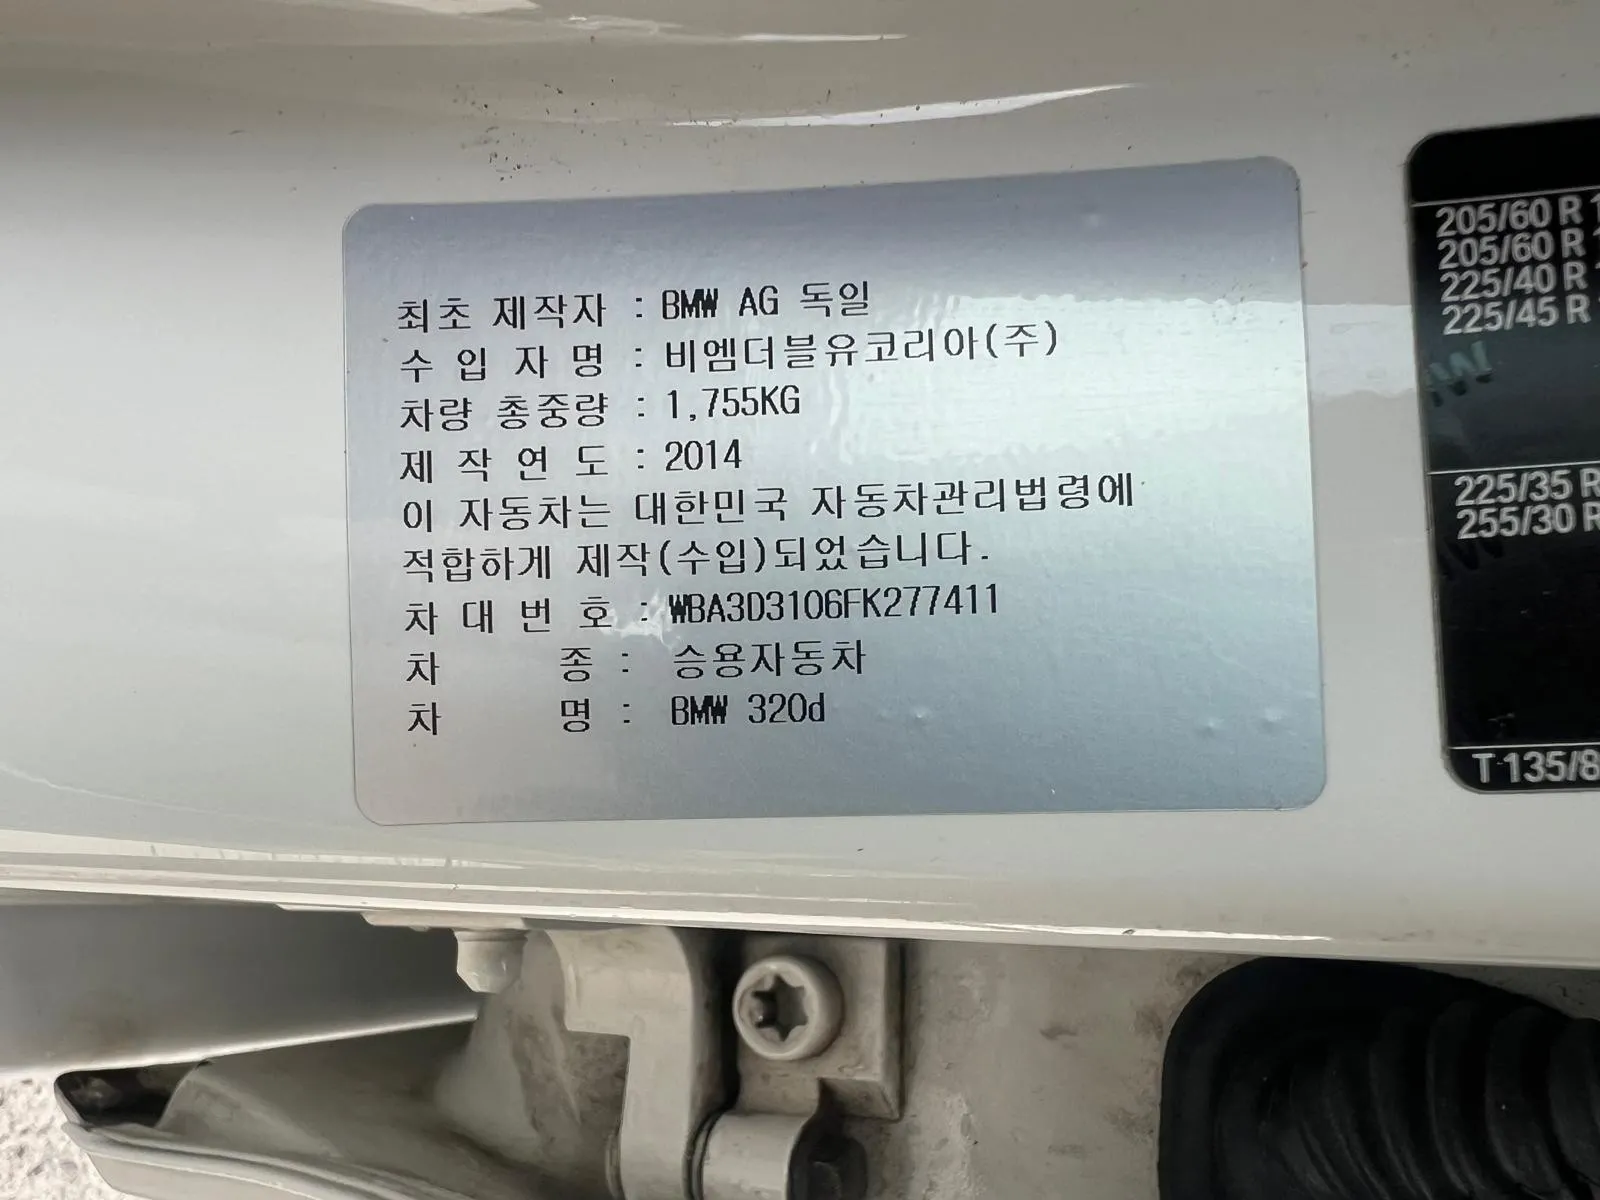 최초 제작자 : BMW AG 독일
수 입 자 명 : 비엠더블유코리아(주)
차량 총중량 : 1,755KG
제 작 연 도 : 2014
이 자동차는 대한민국 자동차관리법령에
적합하게 제작(수입)되었습니다.
차 대 번 호 : WBA3D3106FK277411
차 종 : 승용자동차
차 명 : BMW 320d
205/60 R 1
205/60 R 1
225/40 R
225/45 R
225/35 R
255/30 R
T 135/8